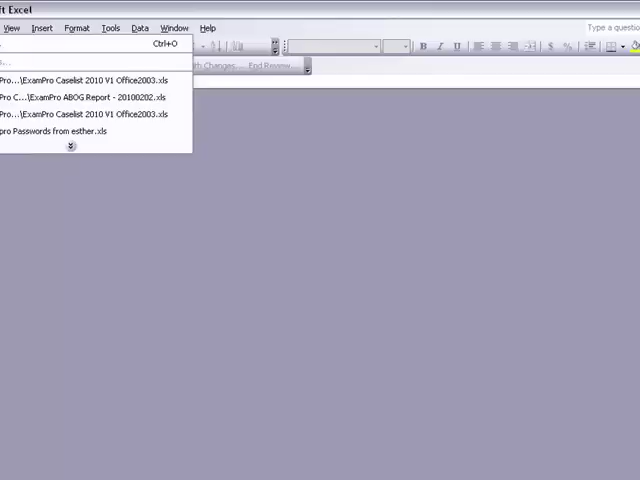 ft Excel
View Insert Format Tools Data Window Help
Type a questio
Ctrl+O
B I U $ %
s...
with Changes... End Review...
Pro...\ExamPro Caselist 2010 V1 Office2003.xls
Pro C...\ExamPro ABOG Report - 20100202.xls
Pro...\ExamPro Caselist 2010 V1 Office2003.xls
pro Passwords from esther.xls